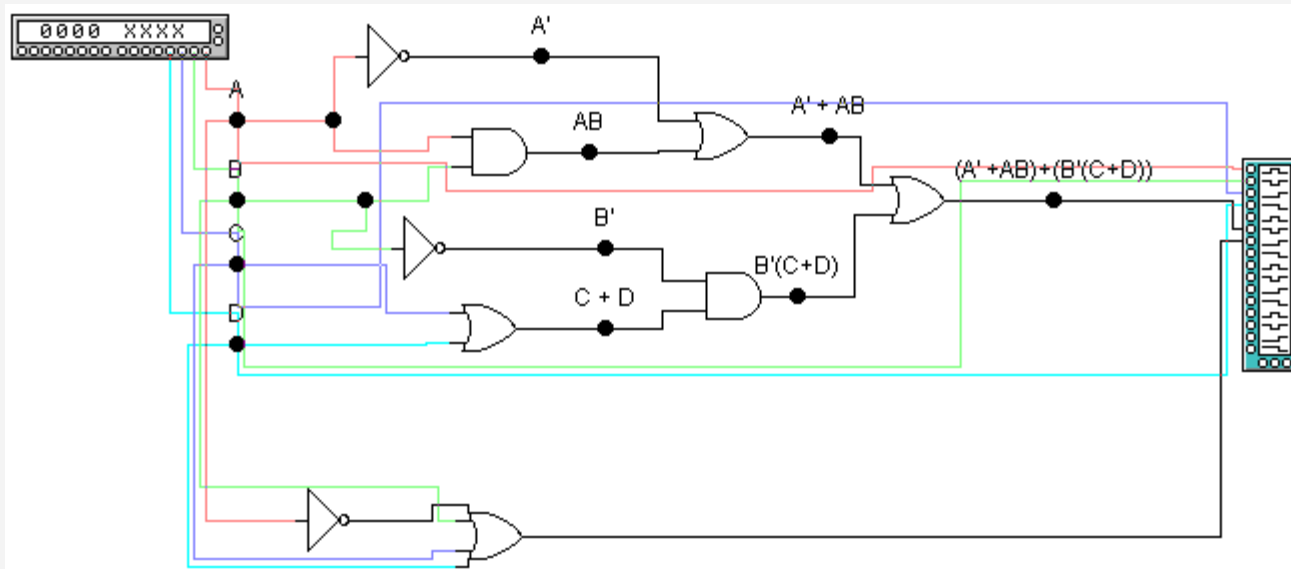 0000 XXXX
A'
A
A' + AB
AB
B
(A' +AB)+(B'(C+D))
B'
C
B'(C+D)
C + D
D